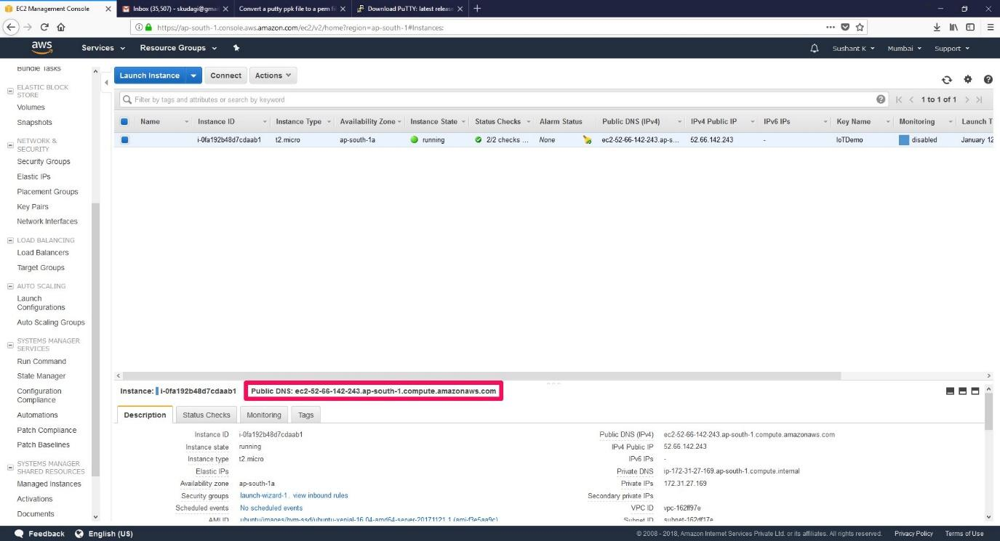 EC2 Management Console
Inbox (35,507) - skudagi@gmai
Convert a putty ppk file to a pem fi
Download PuTTY: latest release
https://ap-south-1.console.aws.amazon.com/ec2/v2/home?region=ap-south-1#Instances:
aws
Services
Resource Groups
Sushant K
Mumbai
Support
Bundle Tasks
ELASTIC BLOCK
STORE
Volumes
Snapshots
NETWORK &
SECURITY
Security Groups
Elastic IPs
Placement Groups
Key Pairs
Network Interfaces
LOAD BALANCING
Load Balancers
Target Groups
AUTO SCALING
Launch
Configurations
Auto Scaling Groups
SYSTEMS MANAGER
SERVICES
Run Command
State Manager
Configuration
Compliance
Automations
Patch Compliance
Patch Baselines
SYSTEMS MANAGER
SHARED RESOURCES
Managed Instances
Activations
Documents
Launch Instance
Connect
Actions
Filter by tags and attributes or search by keyword
1 to 1 of 1
Name Instance ID Instance Type Availability Zone Instance State Status Checks Alarm Status Public DNS (IPv4) IPv4 Public IP IPv6 IPs Key Name Monitoring Launch T
i-0fa192b48d7cdaab1 t2.micro ap-south-1a running 2/2 checks ... None ec2-52-66-142-243.ap-s... 52.66.142.243 - IoTDemo disabled January 12
Instance: i-0fa192b48d7cdaab1 Public DNS: ec2-52-66-142-243.ap-south-1.compute.amazonaws.com
Description Status Checks Monitoring Tags
Instance ID i-0fa192b48d7cdaab1
Instance state running
Instance type t2.micro
Elastic IPs
Availability zone ap-south-1a
Security groups launch-wizard-1. view inbound rules
Scheduled events No scheduled events
AMI ID ubuntu/images/hvm-ssd/ubuntu-xenial-16.04-amd64-server-20171121.1 (ami-f3e5aa9c)
Public DNS (IPv4) ec2-52-66-142-243.ap-south-1.compute.amazonaws.com
IPv4 Public IP 52.66.142.243
IPv6 IPs -
Private DNS ip-172-31-27-169.ap-south-1.compute.internal
Private IPs 172.31.27.169
Secondary private IPs
VPC ID vpc-162ff97e
Subnet ID subnet-162df17e
Feedback
English (US)
© 2008 - 2018, Amazon Internet Services Private Ltd. or its affiliates. All rights reserved.
Privacy Policy
Terms of Use